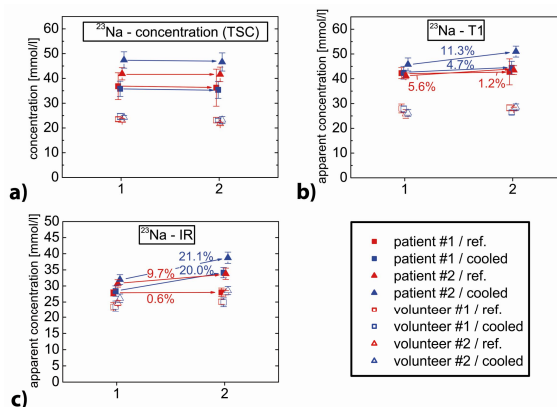 ²³Na - concentration (TSC)
concentration [mmol/l]
60
50
40
30
20
10
0
1
2
a)
²³Na - T1
apparent concentration [mmol/l]
60
50
40
30
20
10
0
11.3%
4.7%
5.6%
1.2%
1
2
b)
²³Na - IR
apparent concentration [mmol/l]
50
45
40
35
30
25
20
15
10
5
0
21.1%
20.0%
9.7%
0.6%
1
2
c)
patient #1 / ref.
patient #1 / cooled
patient #2 / ref.
patient #2 / cooled
volunteer #1 / ref.
volunteer #1 / cooled
volunteer #2 / ref.
volunteer #2 / cooled